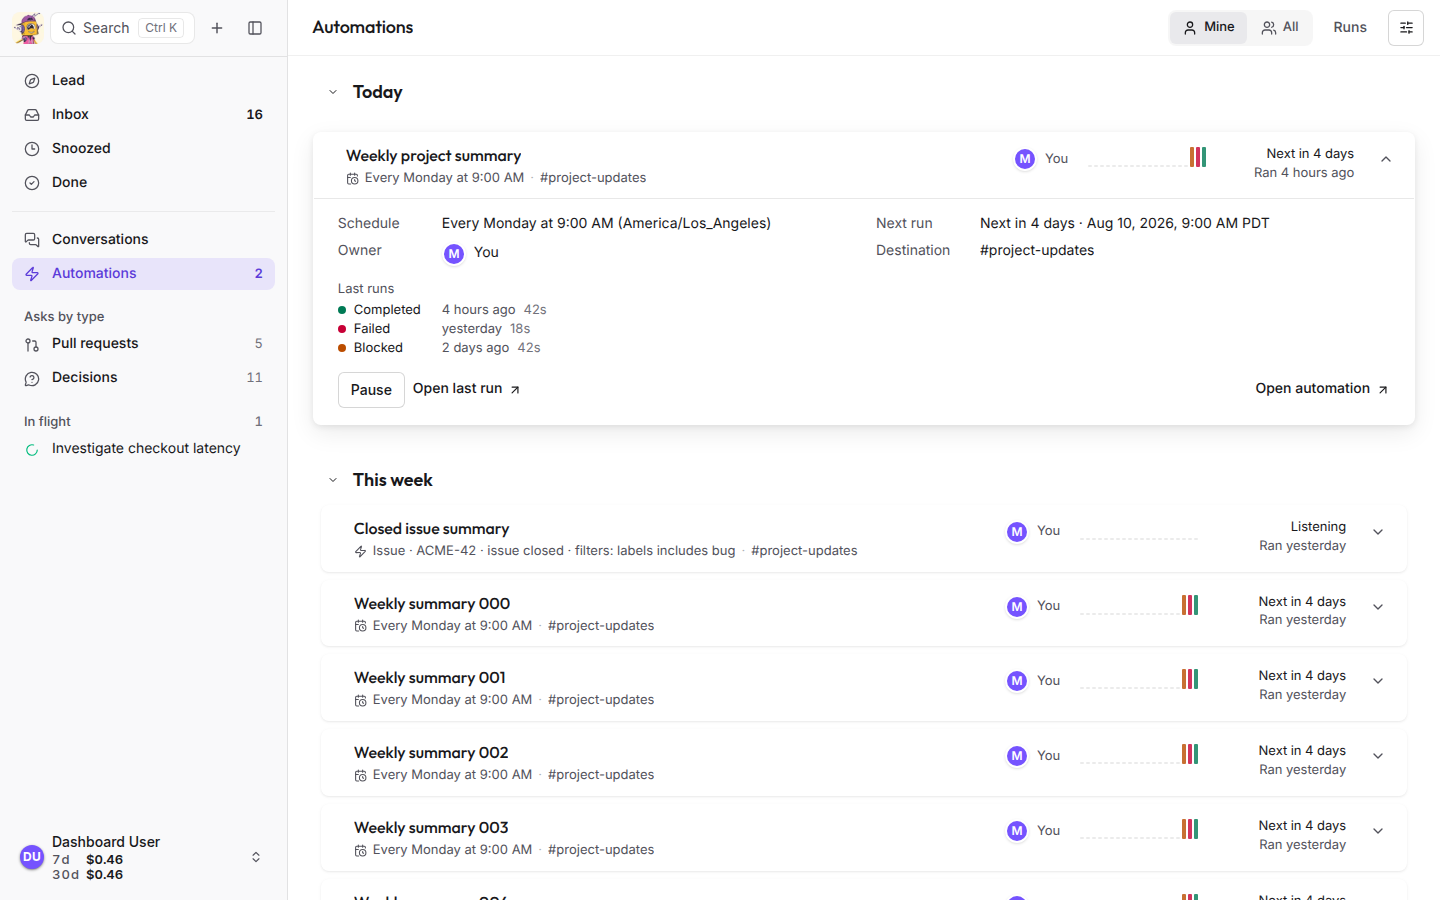 Search Ctrl K
Lead
Inbox 16
Snoozed
Done
Conversations
Automations 2
Asks by type
Pull requests 5
Decisions 11
In flight 1
Investigate checkout latency
DU
Dashboard User
7d $0.46
30d $0.46
Automations
Mine All Runs
Today
Weekly project summary
Every Monday at 9:00 AM · #project-updates
M You
Next in 4 days
Ran 4 hours ago
Schedule Every Monday at 9:00 AM (America/Los_Angeles)
Next run Next in 4 days · Aug 10, 2026, 9:00 AM PDT
Owner M You
Destination #project-updates
Last runs
Completed 4 hours ago 42s
Failed yesterday 18s
Blocked 2 days ago 42s
Pause Open last run Open automation
This week
Closed issue summary
Issue · ACME-42 · issue closed · filters: labels includes bug · #project-updates
M You
Listening
Ran yesterday
Weekly summary 000
Every Monday at 9:00 AM · #project-updates
M You
Next in 4 days
Ran yesterday
Weekly summary 001
Every Monday at 9:00 AM · #project-updates
M You
Next in 4 days
Ran yesterday
Weekly summary 002
Every Monday at 9:00 AM · #project-updates
M You
Next in 4 days
Ran yesterday
Weekly summary 003
Every Monday at 9:00 AM · #project-updates
M You
Next in 4 days
Ran yesterday